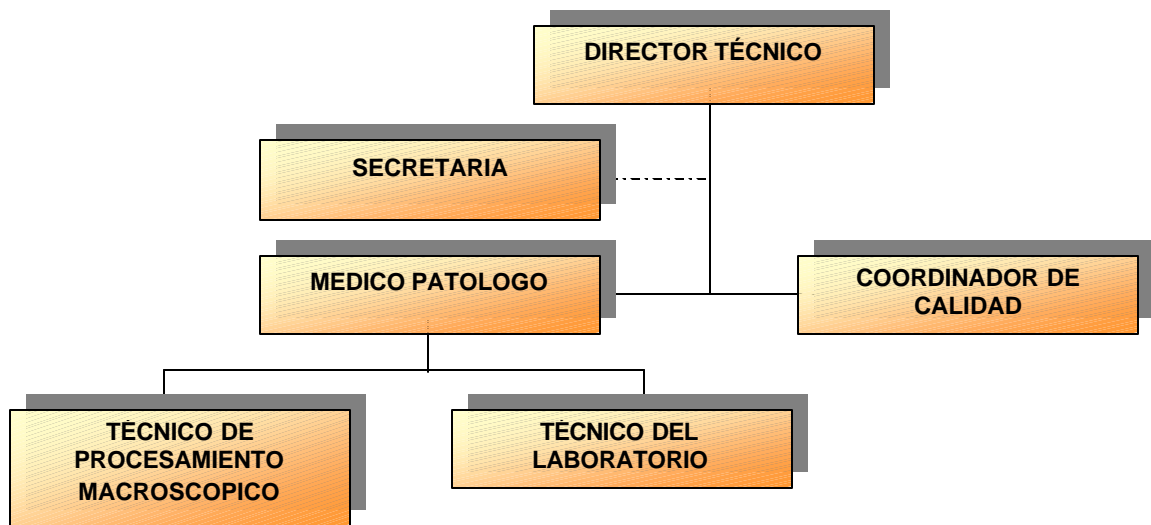 DIRECTOR TÉCNICO
SECRETARIA
MEDICO PATOLOGO
COORDINADOR DE
CALIDAD
TÉCNICO DE
PROCESAMIENTO
MACROSCOPICO
TÉCNICO DEL
LABORATORIO